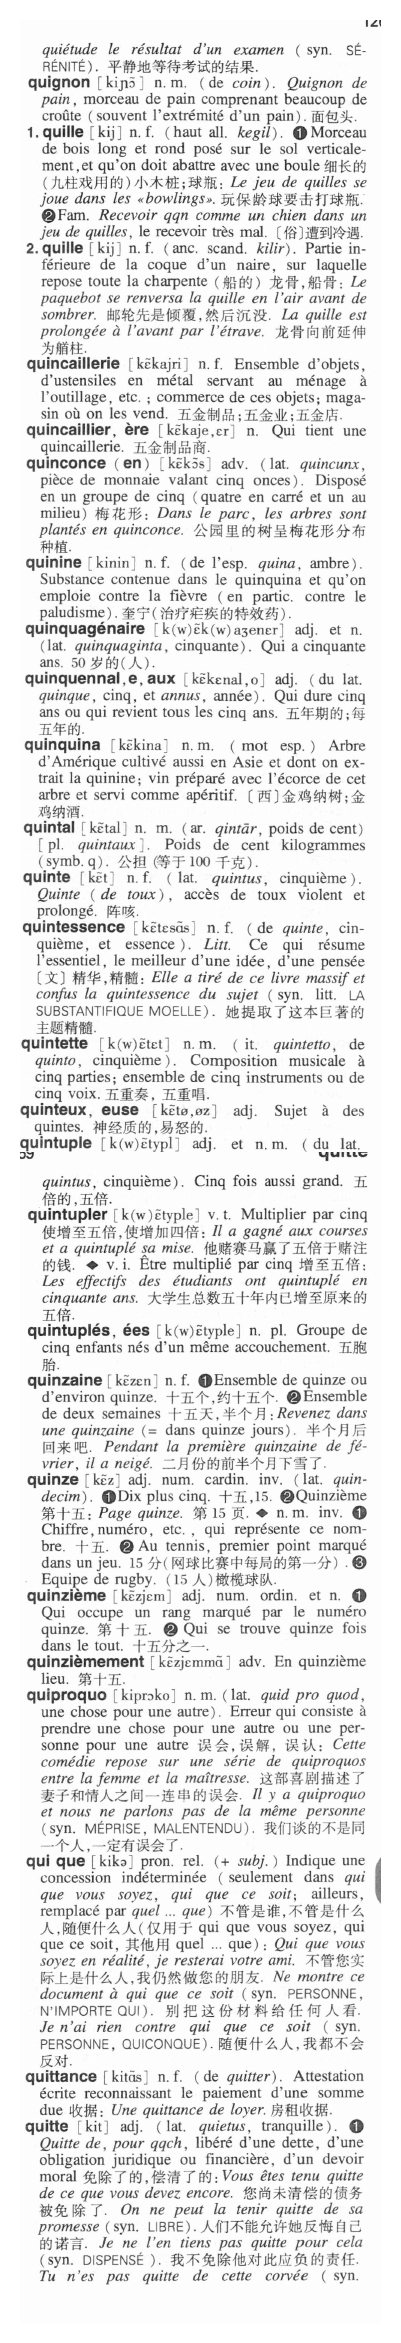 quiétude le résultat d'un examen ( syn. SÉ-
RÉNITÉ). 平静地等待考试的结果.
quignon [kiɲɔ̃] n. m. (de coin). Quignon de
pain, morceau de pain comprenant beaucoup de
croûte (souvent l'extrémité d'un pain). 面包头.
1. quille [kij] n. f. (haut all. kegil). ❶ Morceau
de bois long et rond posé sur le sol verticale-
ment, et qu'on doit abattre avec une boule 细长的
(九柱戏用的)小木桩;球瓶: Le jeu de quilles se
joue dans les «bowlings». 玩保龄球要击打球瓶.
❷ Fam. Recevoir qqn comme un chien dans un
jeu de quilles, le recevoir très mal. [俗]遭到冷遇.
2. quille [kij] n. f. (anc. scand. kilir). Partie in-
férieure de la coque d'un naire, sur laquelle
repose toute la charpente (船的) 龙骨,船骨: Le
paquebot se renversa la quille en l'air avant de
sombrer. 邮轮先是倾覆,然后沉没. La quille est
prolongée à l'avant par l'étrave. 龙骨向前延伸
为艏柱.
quincaillerie [kɛ̃kajri] n. f. Ensemble d'objets,
d'ustensiles en métal servant au ménage à
l'outillage, etc. ; commerce de ces objets; maga-
sin où on les vend. 五金制品;五金业;五金店.
quincaillier, ère [kɛ̃kaje,ɛr] n. Qui tient une
quincaillerie. 五金制品商.
quinconce (en) [kɛ̃kɔ̃s] adv. (lat. quincunx,
pièce de monnaie valant cinq onces). Disposé
en un groupe de cinq (quatre en carré et un au
milieu) 梅花形: Dans le parc, les arbres sont
plantés en quinconce. 公园里的树呈梅花形分布
种植.
quinine [kinin] n. f. (de l'esp. quina, ambre).
Substance contenue dans le quinquina et qu'on
emploie contre la fièvre (en partic. contre le
paludisme). 奎宁(治疗疟疾的特效药).
quinquagénaire [k(w)ɛ̃k(w)aʒenɛr] adj. et n.
(lat. quinquaginta, cinquante). Qui a cinquante
ans. 50 岁的(人).
quinquennal, e, aux [kɛ̃kɛnal,o] adj. (du lat.
quinque, cinq, et annus, année). Qui dure cinq
ans ou qui revient tous les cinq ans. 五年期的;每
五年的.
quinquina [kɛ̃kina] n. m. (mot esp.) Arbre
d'Amérique cultivé aussi en Asie et dont on ex-
trait la quinine; vin préparé avec l'écorce de cet
arbre et servi comme apéritif. [西]金鸡纳树;金
鸡纳酒.
quintal [kɛ̃tal] n. m. (ar. qintār, poids de cent)
[pl. quintaux]. Poids de cent kilogrammes
(symb. q). 公担 (等于 100 千克).
quinte [kɛ̃t] n. f. (lat. quintus, cinquième).
Quinte (de toux), accès de toux violent et
prolongé. 阵咳.
quintessence [kɛ̃tɛsɑ̃s] n. f. (de quinte, cin-
quième, et essence). Litt. Ce qui résume
l'essentiel, le meilleur d'une idée, d'une pensée
[文] 精华,精髓: Elle a tiré de ce livre massif et
confus la quintessence du sujet (syn. litt. LA
SUBSTANTIFIQUE MOELLE). 她提取了这本巨著的
主题精髓.
quintette [k(w)ɛ̃tɛt] n. m. (it. quintetto, de
quinto, cinquième). Composition musicale à
cinq parties; ensemble de cinq instruments ou de
cinq voix. 五重奏, 五重唱.
quinteux, euse [kɛ̃tø,øz] adj. Sujet à des
quintes. 神经质的,易怒的.
quintuple [k(w)ɛ̃typl] adj. et n. m. (du lat.
quintus, cinquième). Cinq fois aussi grand. 五
倍的,五倍.
quintupler [k(w)ɛ̃typle] v. t. Multiplier par cinq
使增至五倍,使增加四倍: Il a gagné aux courses
et a quintuplé sa mise. 他赌赛马赢了五倍于赌注
的钱. ◆ v. i. Être multiplié par cinq 增至五倍:
Les effectifs des étudiants ont quintuplé en
cinquante ans. 大学生总数五十年内已增至原来的
五倍.
quintuplés, ées [k(w)ɛ̃typle] n. pl. Groupe de
cinq enfants nés d'un même accouchement. 五胞
胎.
quinzaine [kɛ̃zɛn] n. f. ❶ Ensemble de quinze ou
d'environ quinze. 十五个,约十五个. ❷ Ensemble
de deux semaines 十五天,半个月: Revenez dans
une quinzaine (= dans quinze jours). 半个月后
回来吧. Pendant la première quinzaine de fé-
vrier, il a neigé. 二月份的前半个月下雪了.
quinze [kɛ̃z] adj. num. cardin. inv. (lat. quin-
decim). ❶ Dix plus cinq. 十五,15. ❷ Quinzième
第十五: Page quinze. 第 15 页. ◆ n. m. inv. ❶
Chiffre, numéro, etc. , qui représente ce nom-
bre. 十五. ❷ Au tennis, premier point marqué
dans un jeu. 15 分(网球比赛中每局的第一分) . ❸
Equipe de rugby. (15 人)橄榄球队.
quinzième [kɛ̃zjɛm] adj. num. ordin. et n. ❶
Qui occupe un rang marqué par le numéro
quinze. 第十五. ❷ Qui se trouve quinze fois
dans le tout. 十五分之一.
quinzièmement [kɛ̃zjɛmmɑ̃] adv. En quinzième
lieu. 第十五.
quiproquo [kiprɔko] n. m. (lat. quid pro quod,
une chose pour une autre). Erreur qui consiste à
prendre une chose pour une autre ou une per-
sonne pour une autre 误会,误解, 误认: Cette
comédie repose sur une série de quiproquos
entre la femme et la maîtresse. 这部喜剧描述了
妻子和情人之间一连串的误会. Il y a quiproquo
et nous ne parlons pas de la même personne
(syn. MÉPRISE, MALENTENDU). 我们谈的不是同
一个人,一定有误会了.
qui que [kikə] pron. rel. (+ subj.) Indique une
concession indéterminée (seulement dans qui
que vous soyez, qui que ce soit; ailleurs,
remplacé par quel ... que) 不管是谁,不管是什么
人,随便什么人(仅用于 qui que vous soyez, qui
que ce soit, 其他用 quel ... que): Qui que vous
soyez en réalité, je resterai votre ami. 不管您实
际上是什么人,我仍然做您的朋友. Ne montre ce
document à qui que ce soit (syn. PERSONNE,
N'IMPORTE QUI). 别把这份材料给任何人看.
Je n'ai rien contre qui que ce soit (syn.
PERSONNE, QUICONQUE). 随便什么人,我都不会
反对.
quittance [kitɑ̃s] n. f. (de quitter). Attestation
écrite reconnaissant le paiement d'une somme
due 收据: Une quittance de loyer. 房租收据.
quitte [kit] adj. (lat. quietus, tranquille). ❶
Quitte de, pour qqch, libéré d'une dette, d'une
obligation juridique ou financière, d'un devoir
moral 免除了的,偿清了的: Vous êtes tenu quitte
de ce que vous devez encore. 您尚未清偿的债务
被免除了. On ne peut la tenir quitte de sa
promesse (syn. LIBRE). 人们不能允许她反悔自己
的诺言. Je ne l'en tiens pas quitte pour cela
(syn. DISPENSÉ ). 我不免除他对此应负的责任.
Tu n'es pas quitte de cette corvée ( syn.